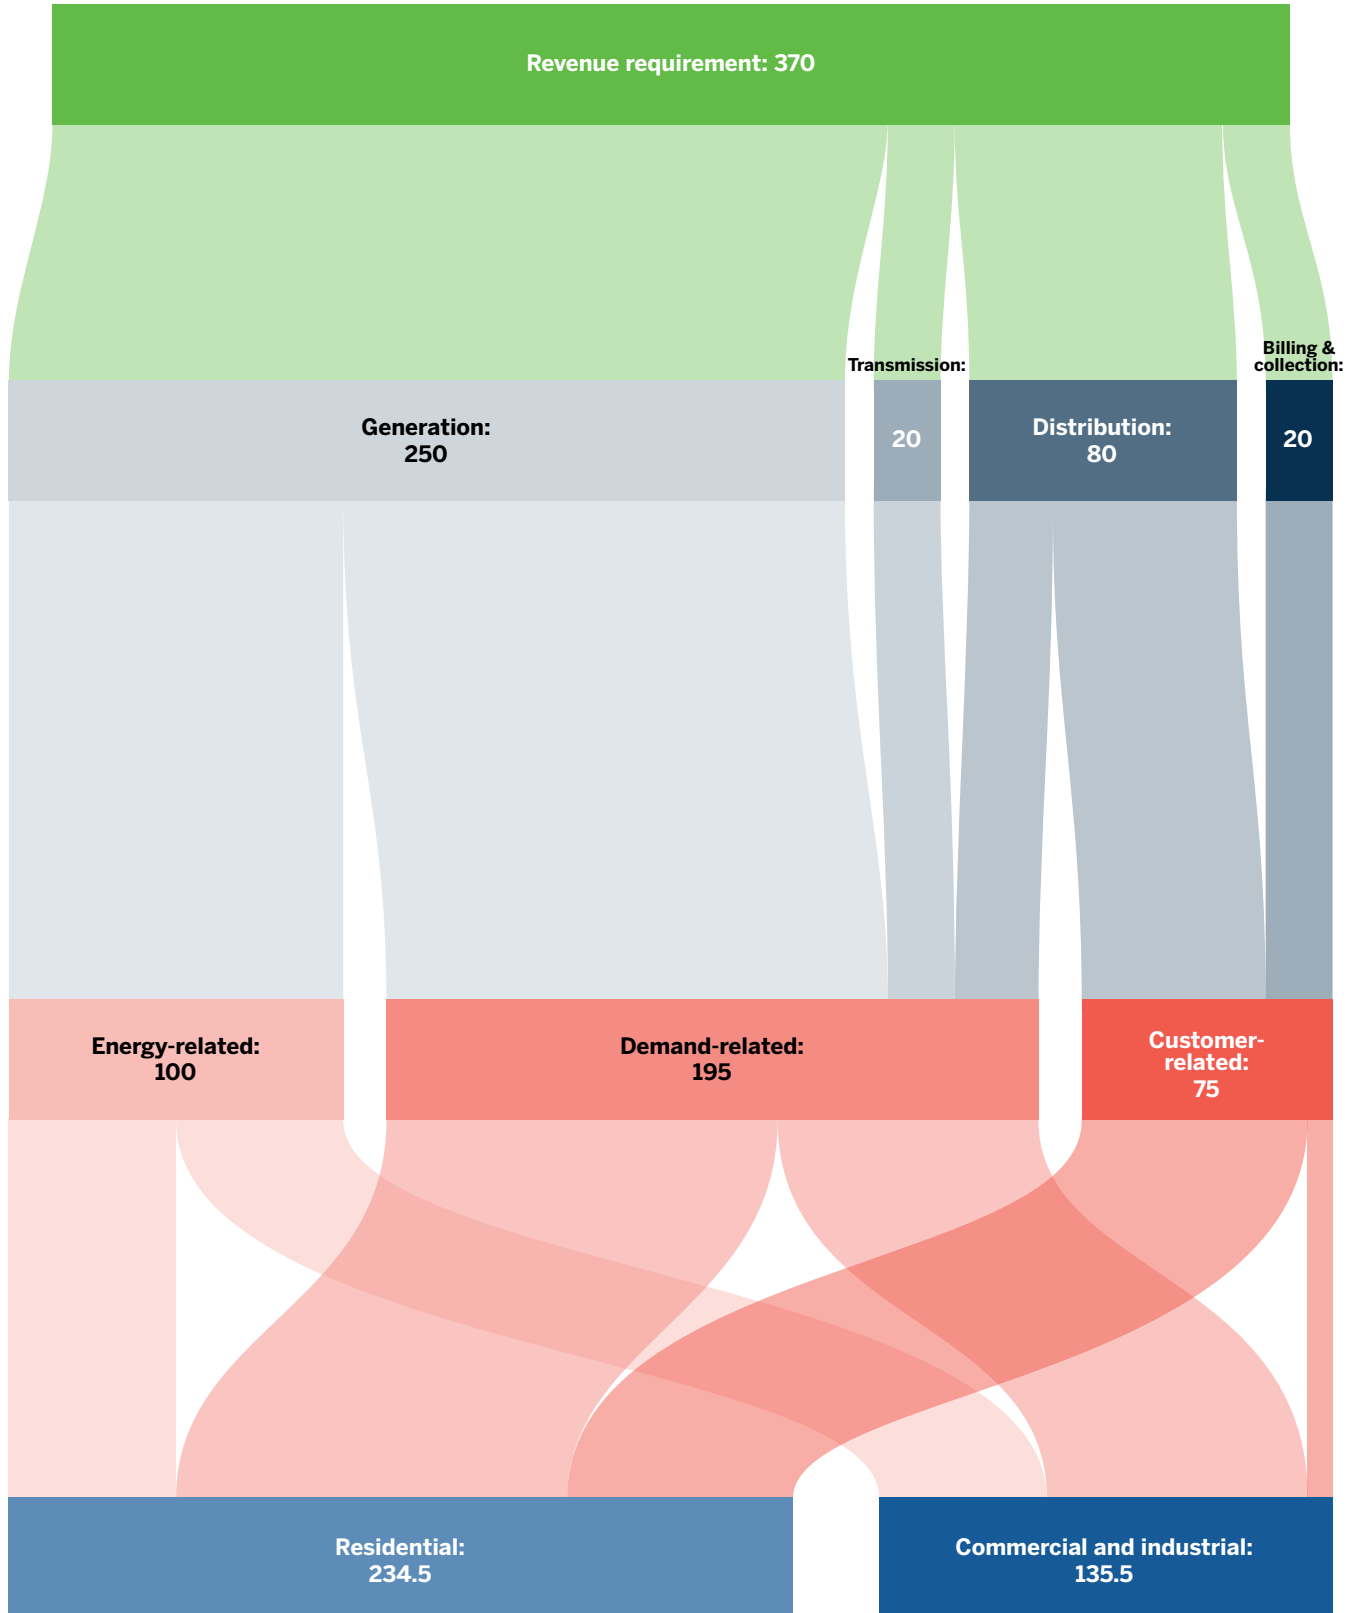 Revenue requirement: 370
Billing &
Transmission:
collection:
Generation:
250
20
Distribution:
80
20
Energy-related:
100
Demand-related:
195
Customer-
related:
75
Residential:
234.5
Commercial and industrial:
135.5